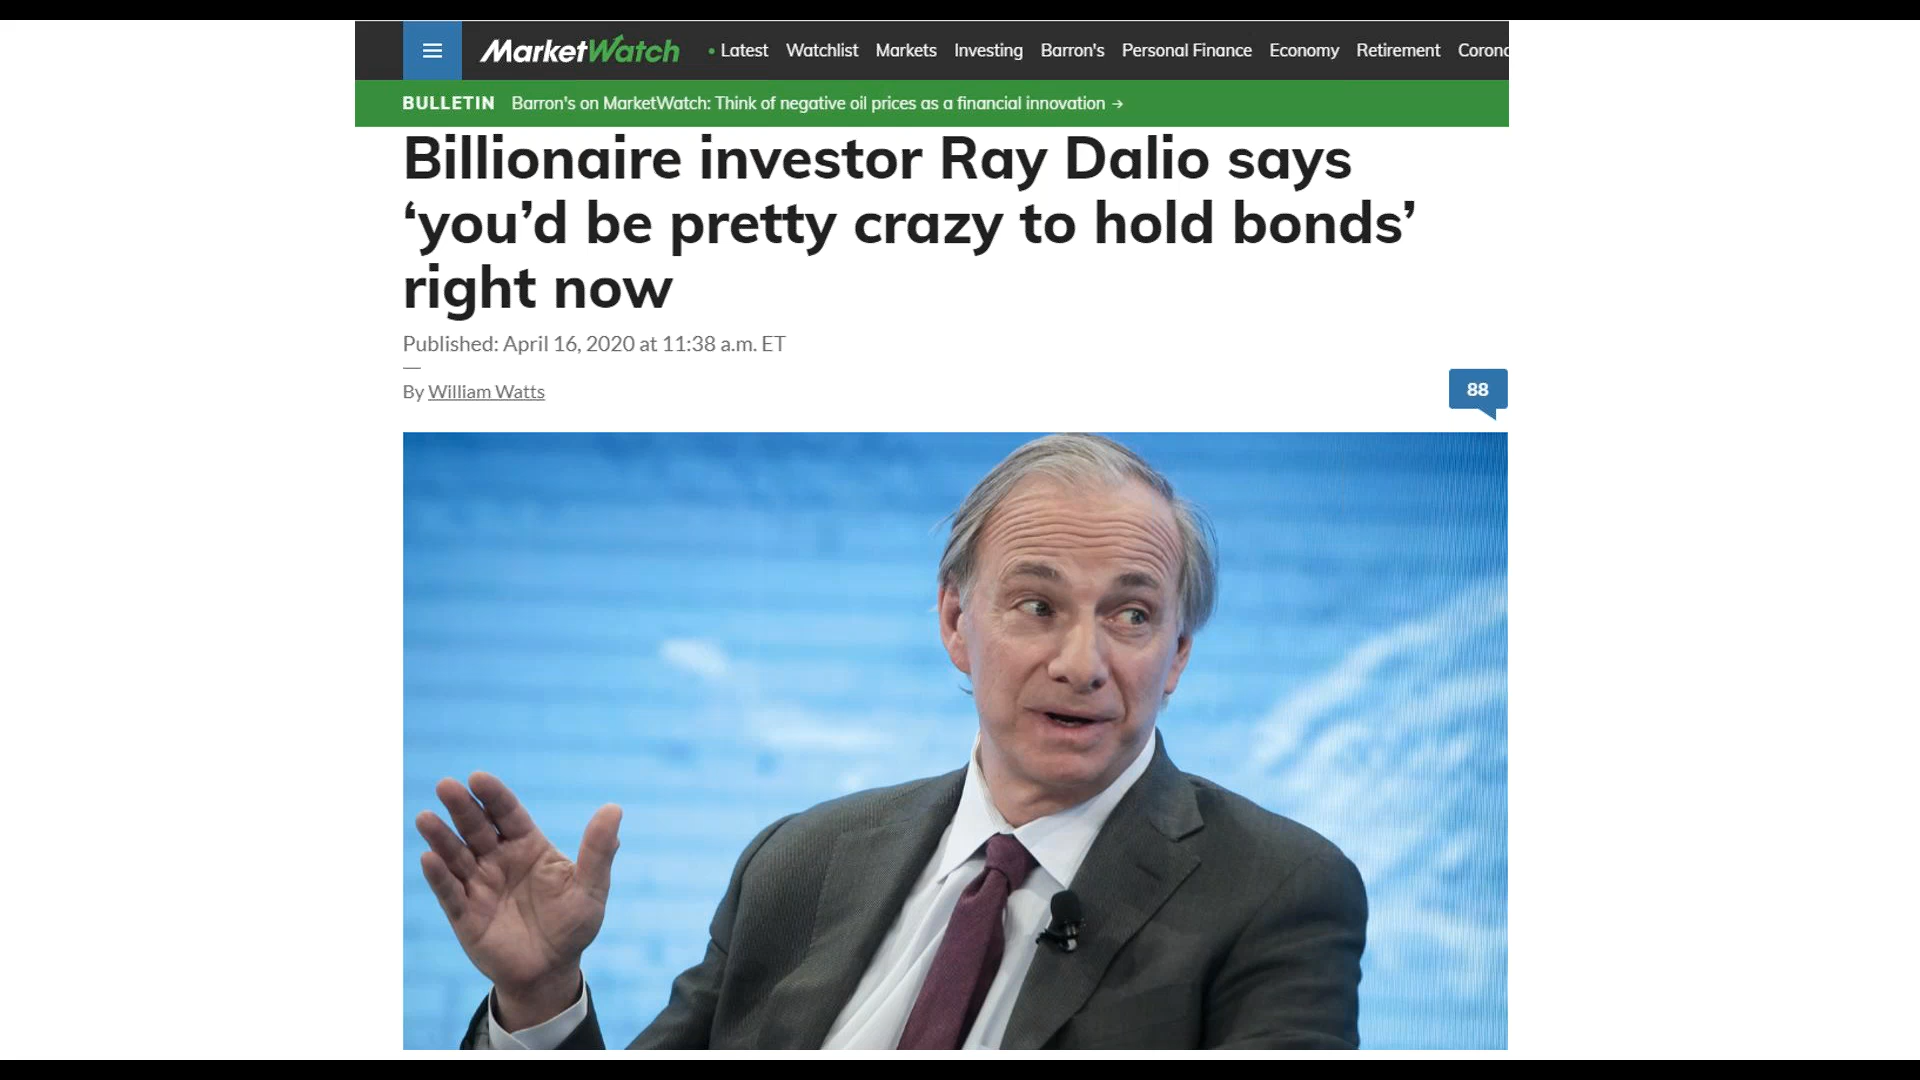 MarketWatch • Latest Watchlist Markets Investing Barron's Personal Finance Economy Retirement Corono
BULLETIN Barron's on MarketWatch: Think of negative oil prices as a financial innovation →
Billionaire investor Ray Dalio says
‘you’d be pretty crazy to hold bonds’
right now
Published: April 16, 2020 at 11:38 a.m. ET
By William Watts
88